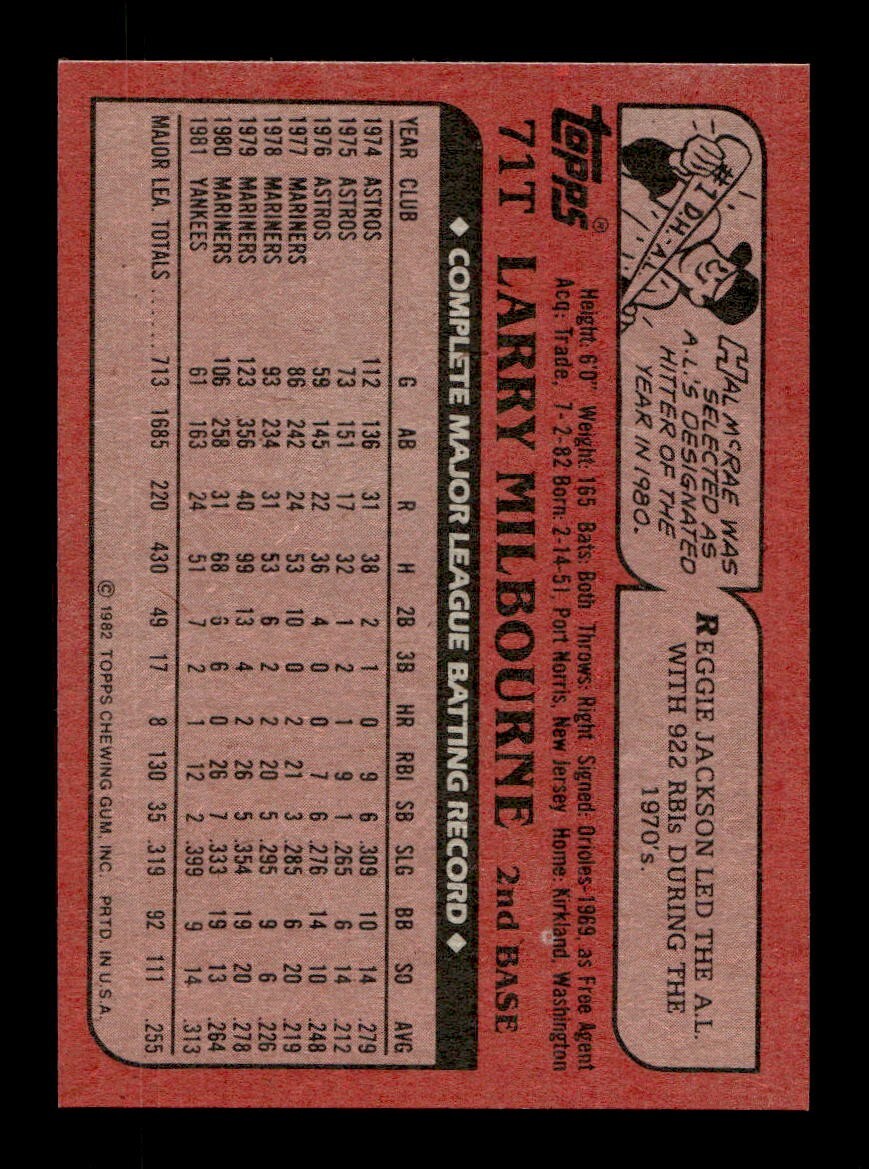 #1 D.H.-A.L.
HAL McRAE WAS
SELECTED AS
A.L.'S DESIGNATED
HITTER OF THE
YEAR IN 1980.
REGGIE JACKSON LED THE A.L.
WITH 922 RBIs DURING THE
1970's.
TOPPS®
Height: 6'0" Weight: 165 Bats: Both Throws: Right Signed: Orioles-1969, as Free Agent
Acq: Trade, 7-2-82 Born: 2-14-51, Port Norris, New Jersey Home: Kirkland, Washington
71T LARRY MILBOURNE 2nd BASE
◆ COMPLETE MAJOR LEAGUE BATTING RECORD ◆
YEAR CLUB G AB R H 2B 3B HR RBI SB SLG BB SO AVG
1974 ASTROS 112 136 31 38 2 1 0 9 6 .309 10 14 .279
1975 ASTROS 73 151 17 32 1 2 1 9 1 .265 6 14 .212
1976 ASTROS 59 145 22 36 4 0 0 7 6 .276 14 10 .248
1977 MARINERS 86 242 24 53 10 0 2 21 3 .285 6 20 .219
1978 MARINERS 93 234 31 53 6 2 2 20 5 .295 9 6 .226
1979 MARINERS 123 356 40 99 13 4 2 26 5 .354 19 20 .278
1980 MARINERS 106 258 31 68 6 6 0 26 7 .333 19 13 .264
1981 YANKEES 61 163 24 51 7 2 1 12 2 .399 9 14 .313
MAJOR LEA. TOTALS ...... 713 1685 220 430 49 17 8 130 35 .319 92 111 .255
© 1982 TOPPS CHEWING GUM, INC. PRTD. IN U.S.A.